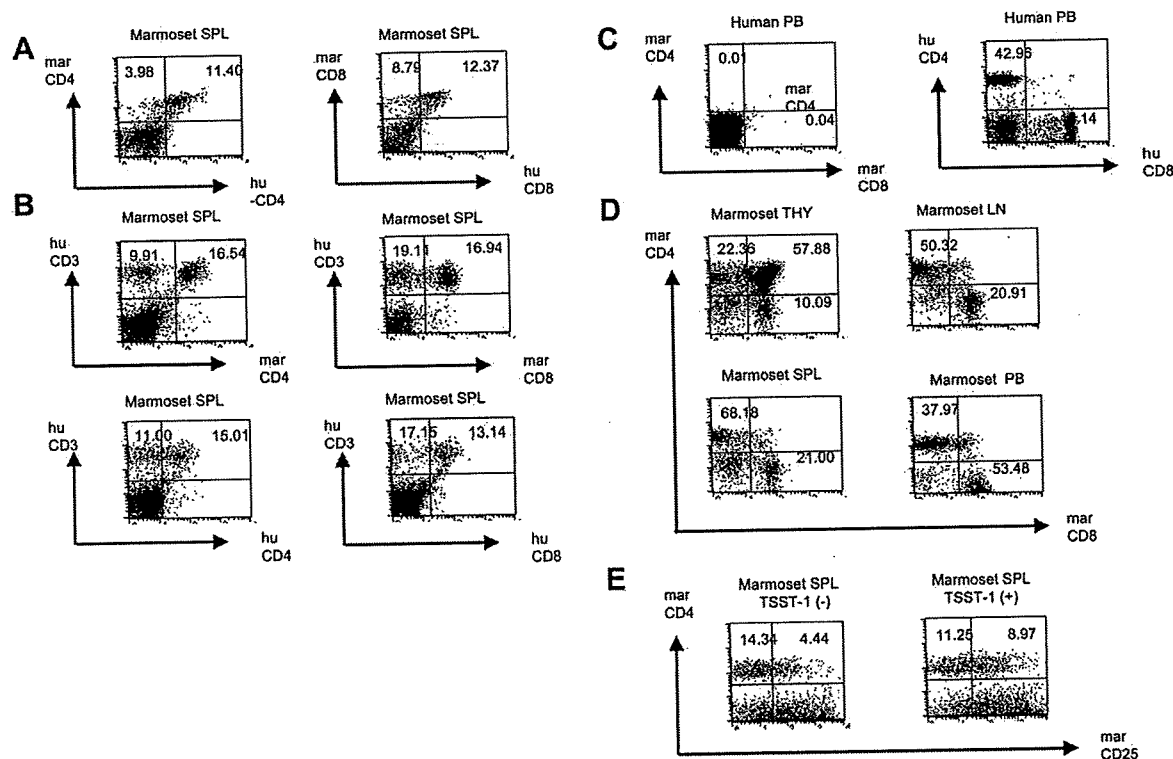 A
Marmoset SPL
mar
CD4
3.98 11.40
hu
-CD4
Marmoset SPL
mar
CD8
8.79 12.37
hu
CD8
B
Marmoset SPL
hu
CD3
9.91 16.54
mar
CD4
Marmoset SPL
hu
CD3
19.11 16.94
mar
CD8
Marmoset SPL
hu
CD3
11.00 15.01
hu
CD4
Marmoset SPL
hu
CD3
17.15 13.14
hu
CD8
C
Human PB
mar
CD4
0.01
mar
CD4
0.04
mar
CD8
Human PB
hu
CD4
42.96
.14
hu
CD8
D
mar
CD4
Marmoset THY
22.36 57.88
10.09
Marmoset LN
50.32
20.91
Marmoset SPL
68.18
21.00
Marmoset PB
37.97
53.48
mar
CD8
E
mar
CD4
Marmoset SPL
TSST-1 (-)
14.34 4.44
Marmoset SPL
TSST-1 (+)
11.25 8.97
mar
CD25